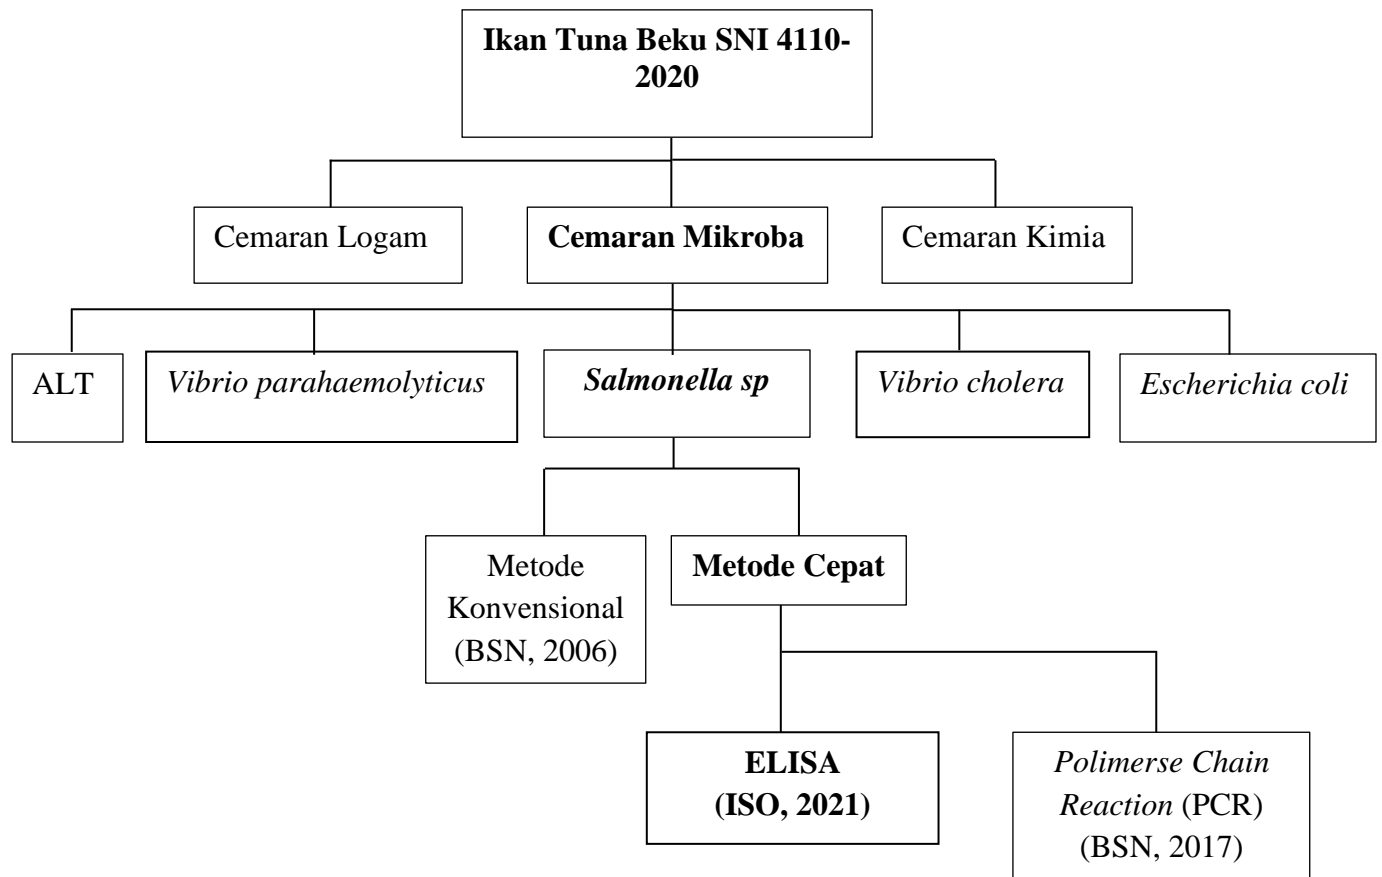 Ikan Tuna Beku SNI 4110-
2020
Cemaran Logam
Cemaran Mikroba
Cemaran Kimia
ALT
Vibrio parahaemolyticus
Salmonella sp
Vibrio cholera
Escherichia coli
Metode
Konvensional
(BSN, 2006)
Metode Cepat
ELISA
(ISO, 2021)
Polimerse Chain
Reaction (PCR)
(BSN, 2017)